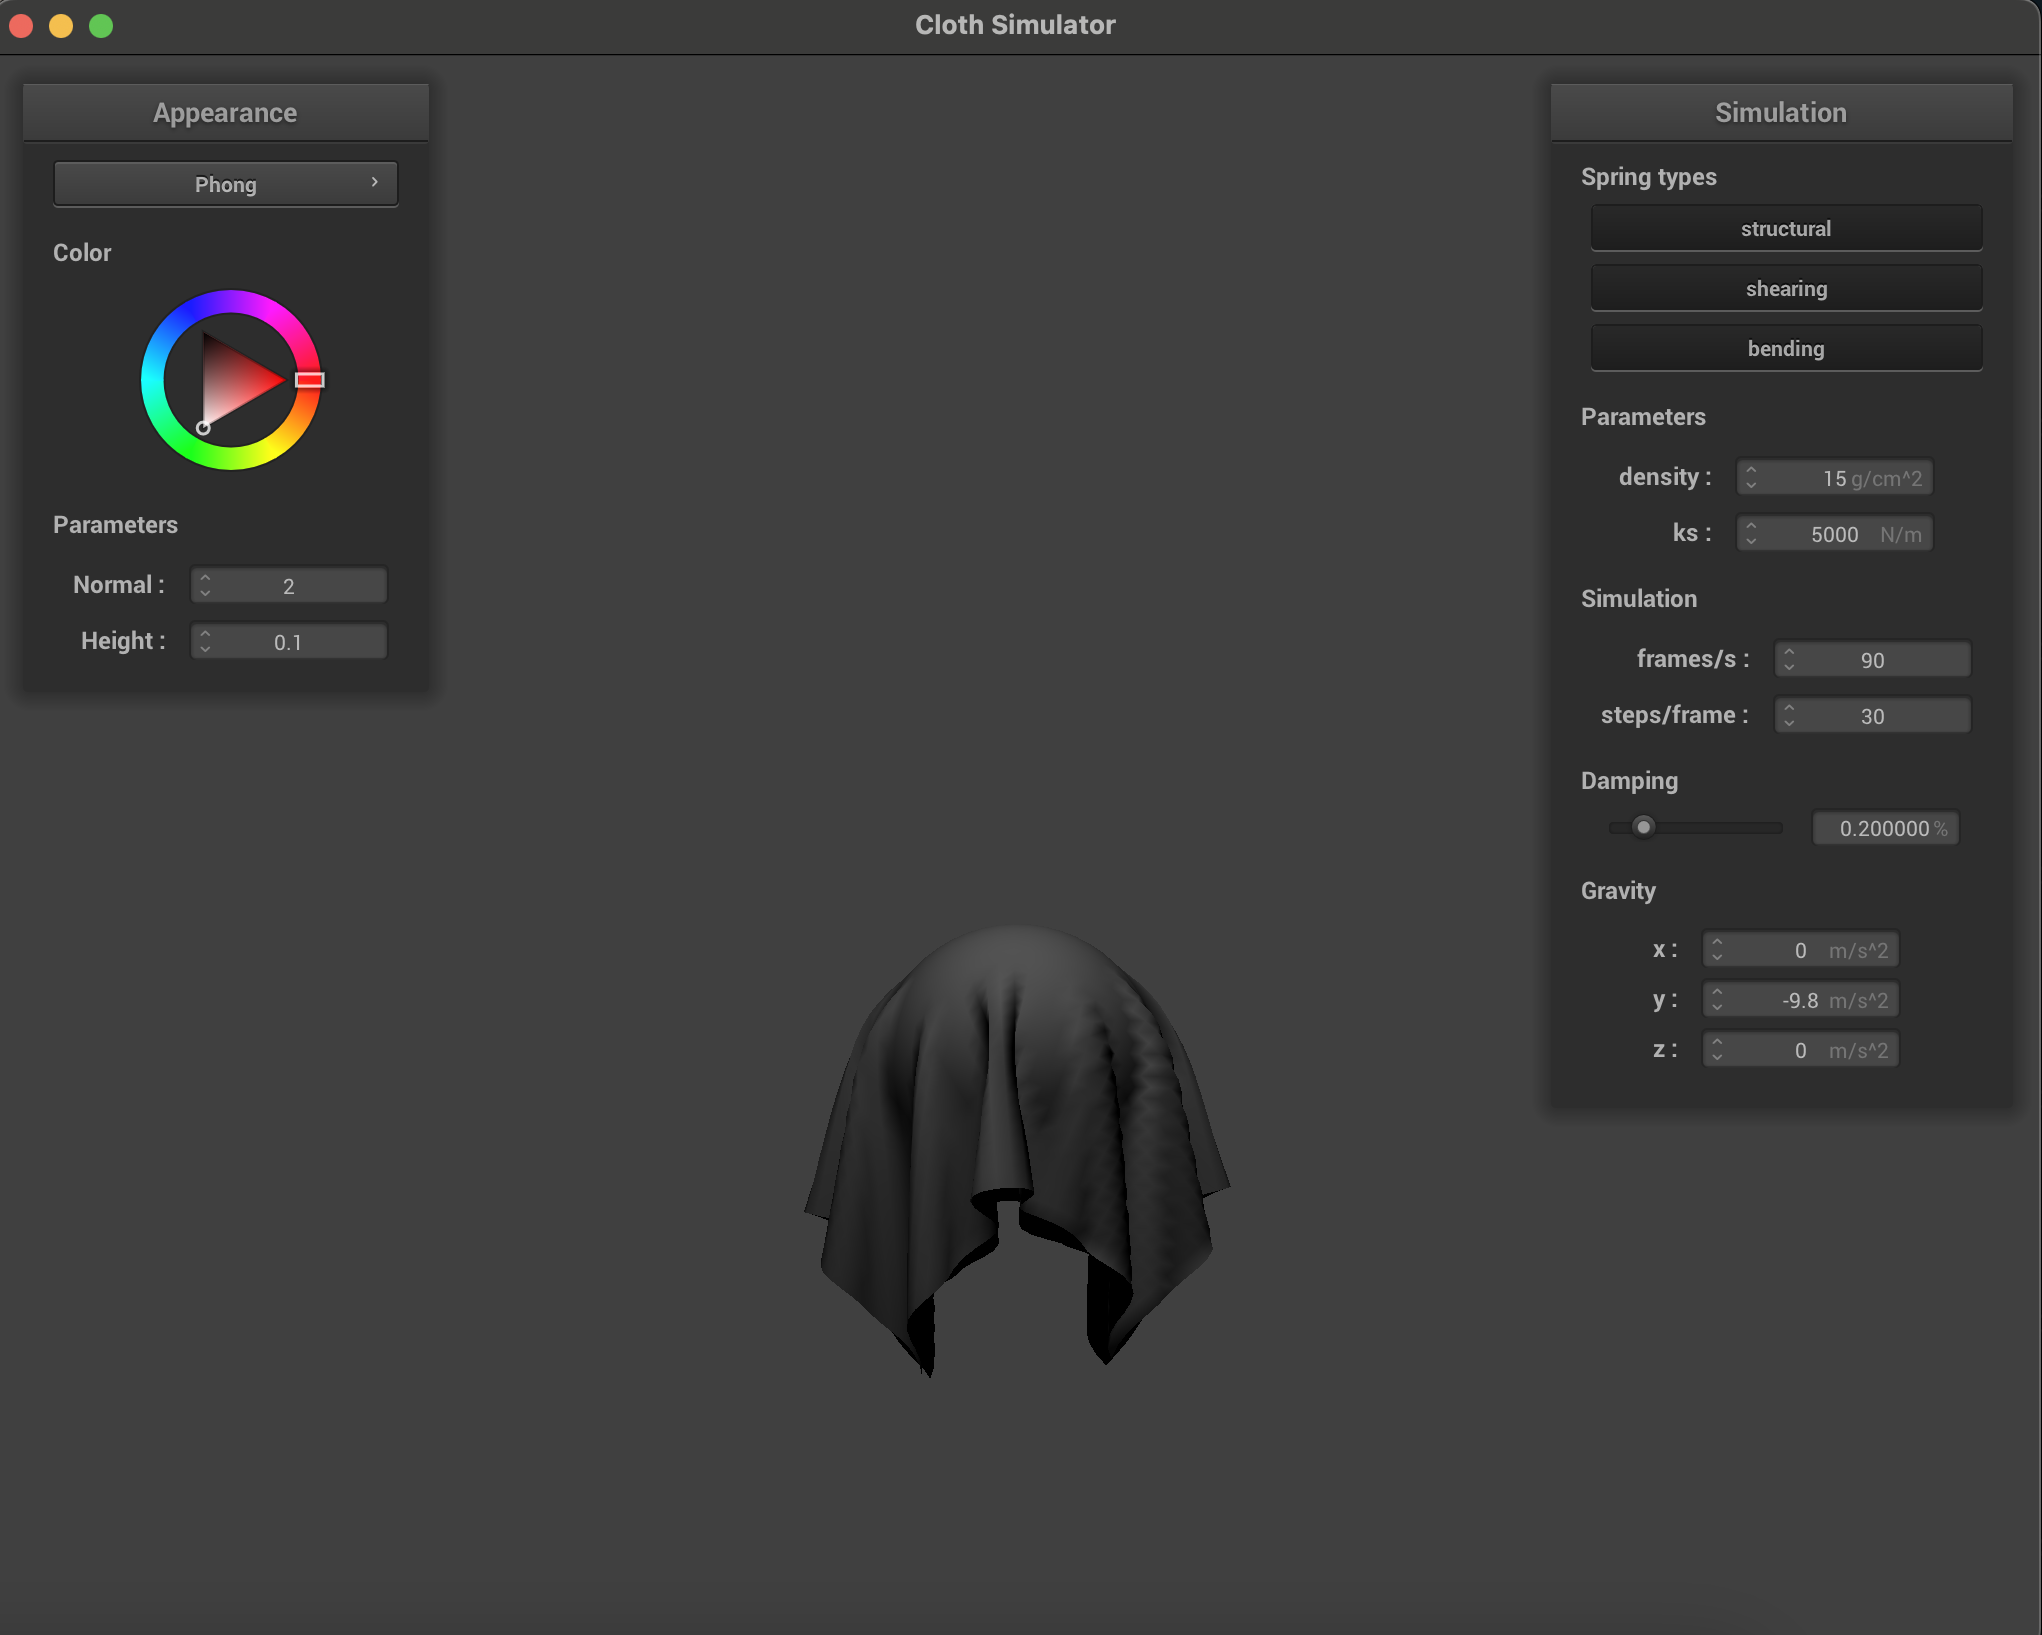 Cloth Simulator
Appearance
Phong
Color
Parameters
Normal : 2
Height : 0.1
Simulation
Spring types
structural
shearing
bending
Parameters
density : 15 g/cm^2
ks : 5000 N/m
Simulation
frames/s : 90
steps/frame : 30
Damping
0.200000 %
Gravity
x : 0 m/s^2
y : -9.8 m/s^2
z : 0 m/s^2